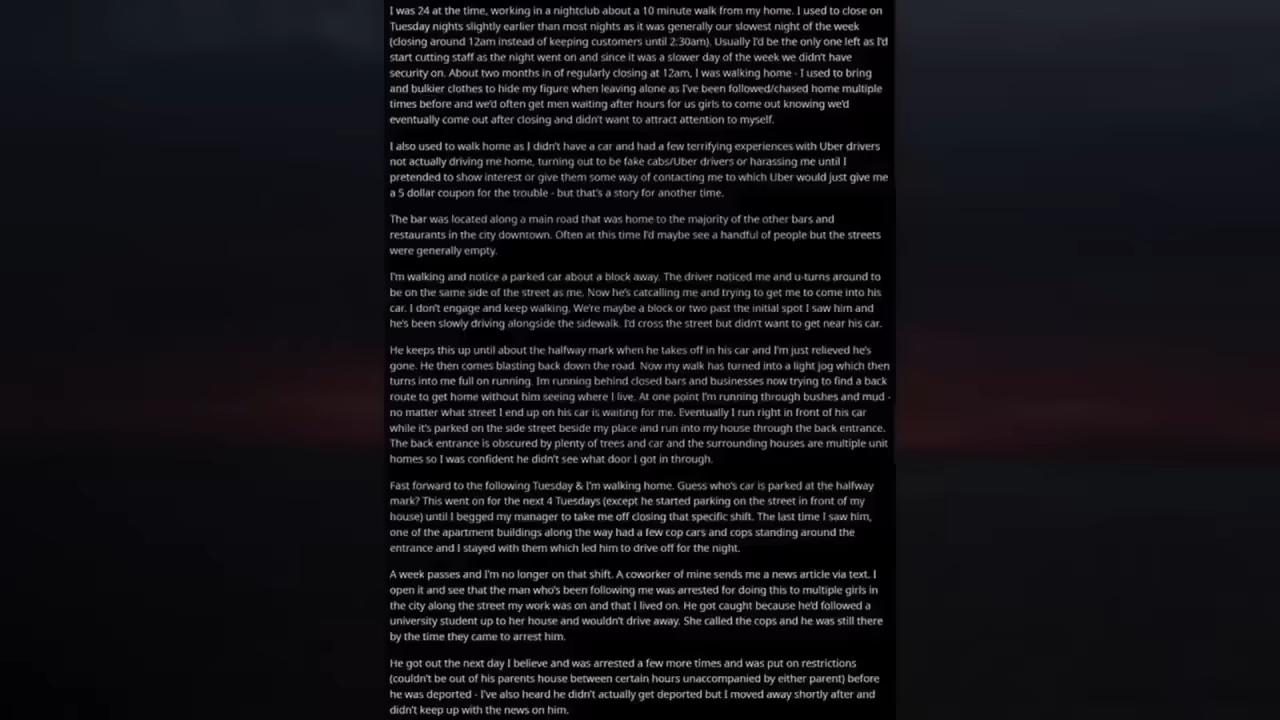 I was 24 at the time, working in a nightclub about a 10 minute walk from my home. I used to close on
Tuesday nights slightly earlier than most nights as it was generally our slowest night of the week
(closing around 12am instead of keeping customers until 2:30am). Usually I'd be the only one left as I'd
start cutting staff as the night went on and since it was a slower day of the week we didn't have
security on. About two months in of regularly closing at 12am, I was walking home - I used to bring
and bulkier clothes to hide my figure when leaving alone as I've been followed/chased home multiple
times before and we'd often get men waiting after hours for us girls to come out knowing we'd
eventually come out after closing and didn't want to attract attention to myself.
I also used to walk home as I didn't have a car and had a few terrifying experiences with Uber drivers
not actually driving me home, turning out to be fake cabs/Uber drivers or harassing me until I
pretended to show interest or give them some way of contacting me to which Uber would just give me
a 5 dollar coupon for the trouble - but that's a story for another time.
The bar was located along a main road that was home to the majority of the other bars and
restaurants in the city downtown. Often at this time I'd maybe see a handful of people but the streets
were generally empty.
I'm walking and notice a parked car about a block away. The driver noticed me and u-turns around to
be on the same side of the street as me. Now he's catcalling me and trying to get me to come into his
car. I don't engage and keep walking. We're maybe a block or two past the initial spot I saw him and
he's been slowly driving alongside the sidewalk. I'd cross the street but didn't want to get near his car.
He keeps this up until about the halfway mark when he takes off in his car and I'm just relieved he's
gone. He then comes blasting back down the road. Now my walk has turned into a light jog which then
turns into me full on running. Im running behind closed bars and businesses now trying to find a back
route to get home without him seeing where I live. At one point I'm running through bushes and mud -
no matter what street I end up on his car is waiting for me. Eventually I run right in front of his car
while it's parked on the side street beside my place and run into my house through the back entrance.
The back entrance is obscured by plenty of trees and car and the surrounding houses are multiple unit
homes so I was confident he didn't see what door I got in through.
Fast forward to the following Tuesday & I'm walking home. Guess who's car is parked at the halfway
mark? This went on for the next 4 Tuesdays (except he started parking on the street in front of my
house) until I begged my manager to take me off closing that specific shift. The last time I saw him,
one of the apartment buildings along the way had a few cop cars and cops standing around the
entrance and I stayed with them which led him to drive off for the night.
A week passes and I'm no longer on that shift. A coworker of mine sends me a news article via text. I
open it and see that the man who's been following me was arrested for doing this to multiple girls in
the city along the street my work was on and that I lived on. He got caught because he'd followed a
university student up to her house and wouldn't drive away. She called the cops and he was still there
by the time they came to arrest him.
He got out the next day I believe and was arrested a few more times and was put on restrictions
(couldn't be out of his parents house between certain hours unaccompanied by either parent) before
he was deported - I've also heard he didn't actually get deported but I moved away shortly after and
didn't keep up with the news on him.